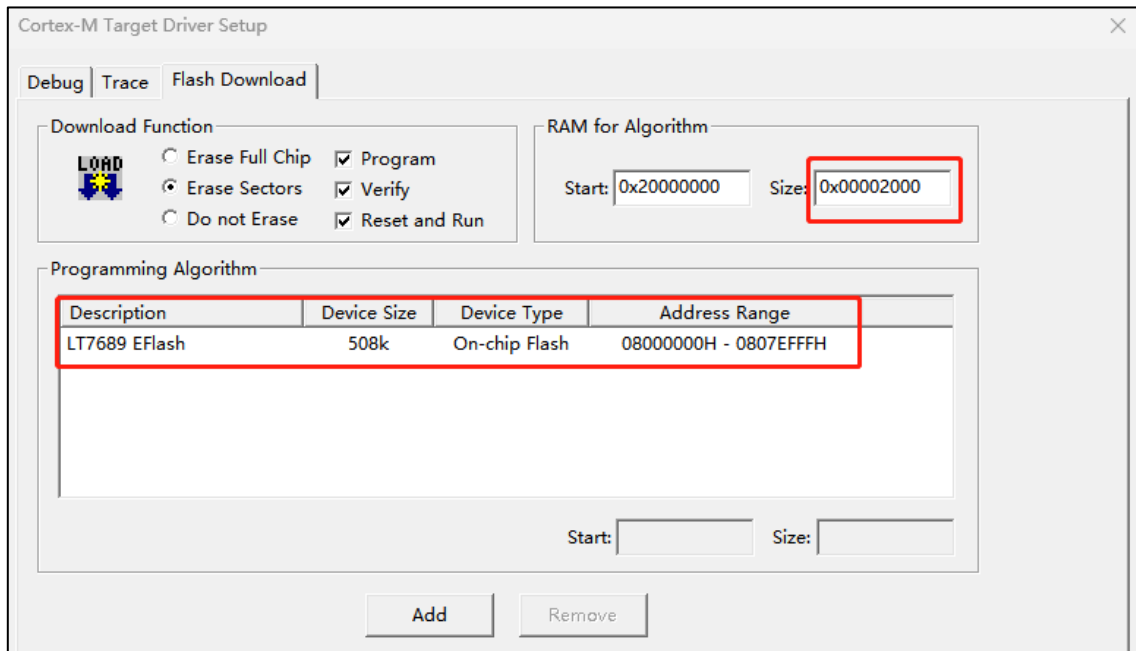 Cortex-M Target Driver Setup
Debug Trace Flash Download
Download Function
LOAD
Erase Full Chip
Erase Sectors
Do not Erase
Program
Verify
Reset and Run
RAM for Algorithm
Start: 0x20000000 Size: 0x00002000
Programming Algorithm
Description Device Size Device Type Address Range
LT7689 EFlash 508k On-chip Flash 08000000H - 0807EFFFH
Start: Size:
Add Remove